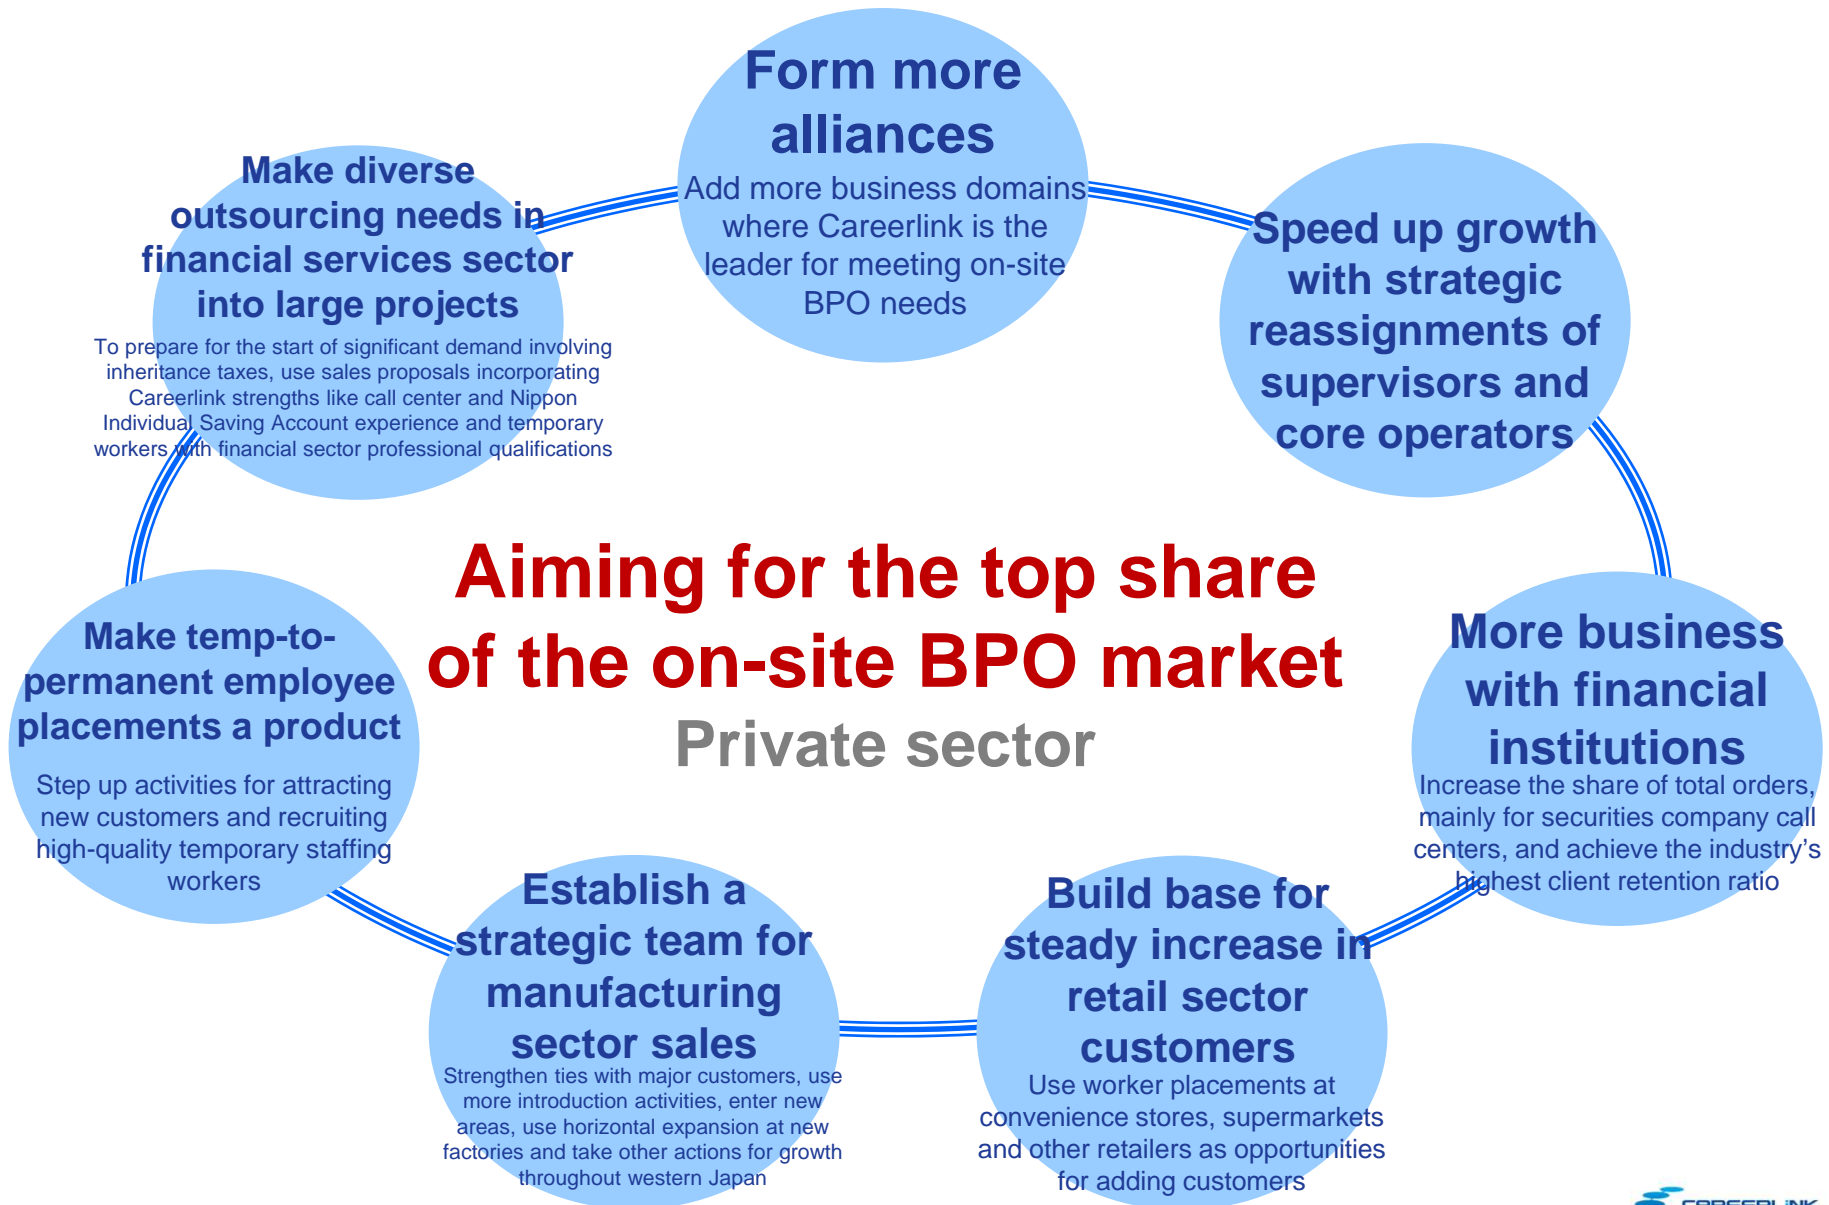 Form more
alliances
Add more business domains
where Careerlink is the
leader for meeting on-site
BPO needs
Make diverse
outsourcing needs in
financial services sector
into large projects
To prepare for the start of significant demand involving
inheritance taxes, use sales proposals incorporating
Careerlink strengths like call center and Nippon
Individual Saving Account experience and temporary
workers with financial sector professional qualifications
Speed up growth
with strategic
reassignments of
supervisors and
core operators
Aiming for the top share
of the on-site BPO market
Private sector
Make temp-to-
permanent employee
placements a product
Step up activities for attracting
new customers and recruiting
high-quality temporary staffing
workers
More business
with financial
institutions
Increase the share of total orders,
mainly for securities company call
centers, and achieve the industry's
highest client retention ratio
Establish a
strategic team for
manufacturing
sector sales
Strengthen ties with major customers, use
more introduction activities, enter new
areas, use horizontal expansion at new
factories and take other actions for growth
throughout western Japan
Build base for
steady increase in
retail sector
customers
Use worker placements at
convenience stores, supermarkets
and other retailers as opportunities
for adding customers
CAREERLINK